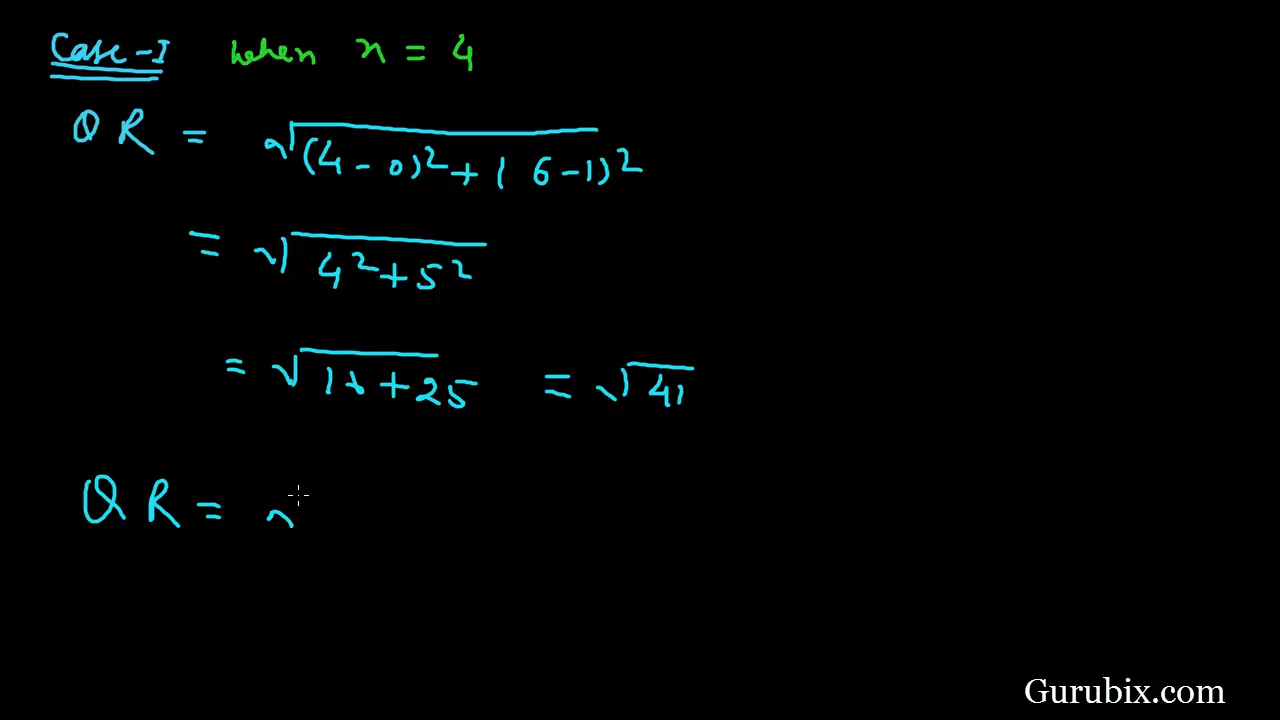 Case-I when x = 4
QR = √(4-0)²+(6-1)²
= √4²+5²
= √16+25 = √41
QR =
Gurubix.com